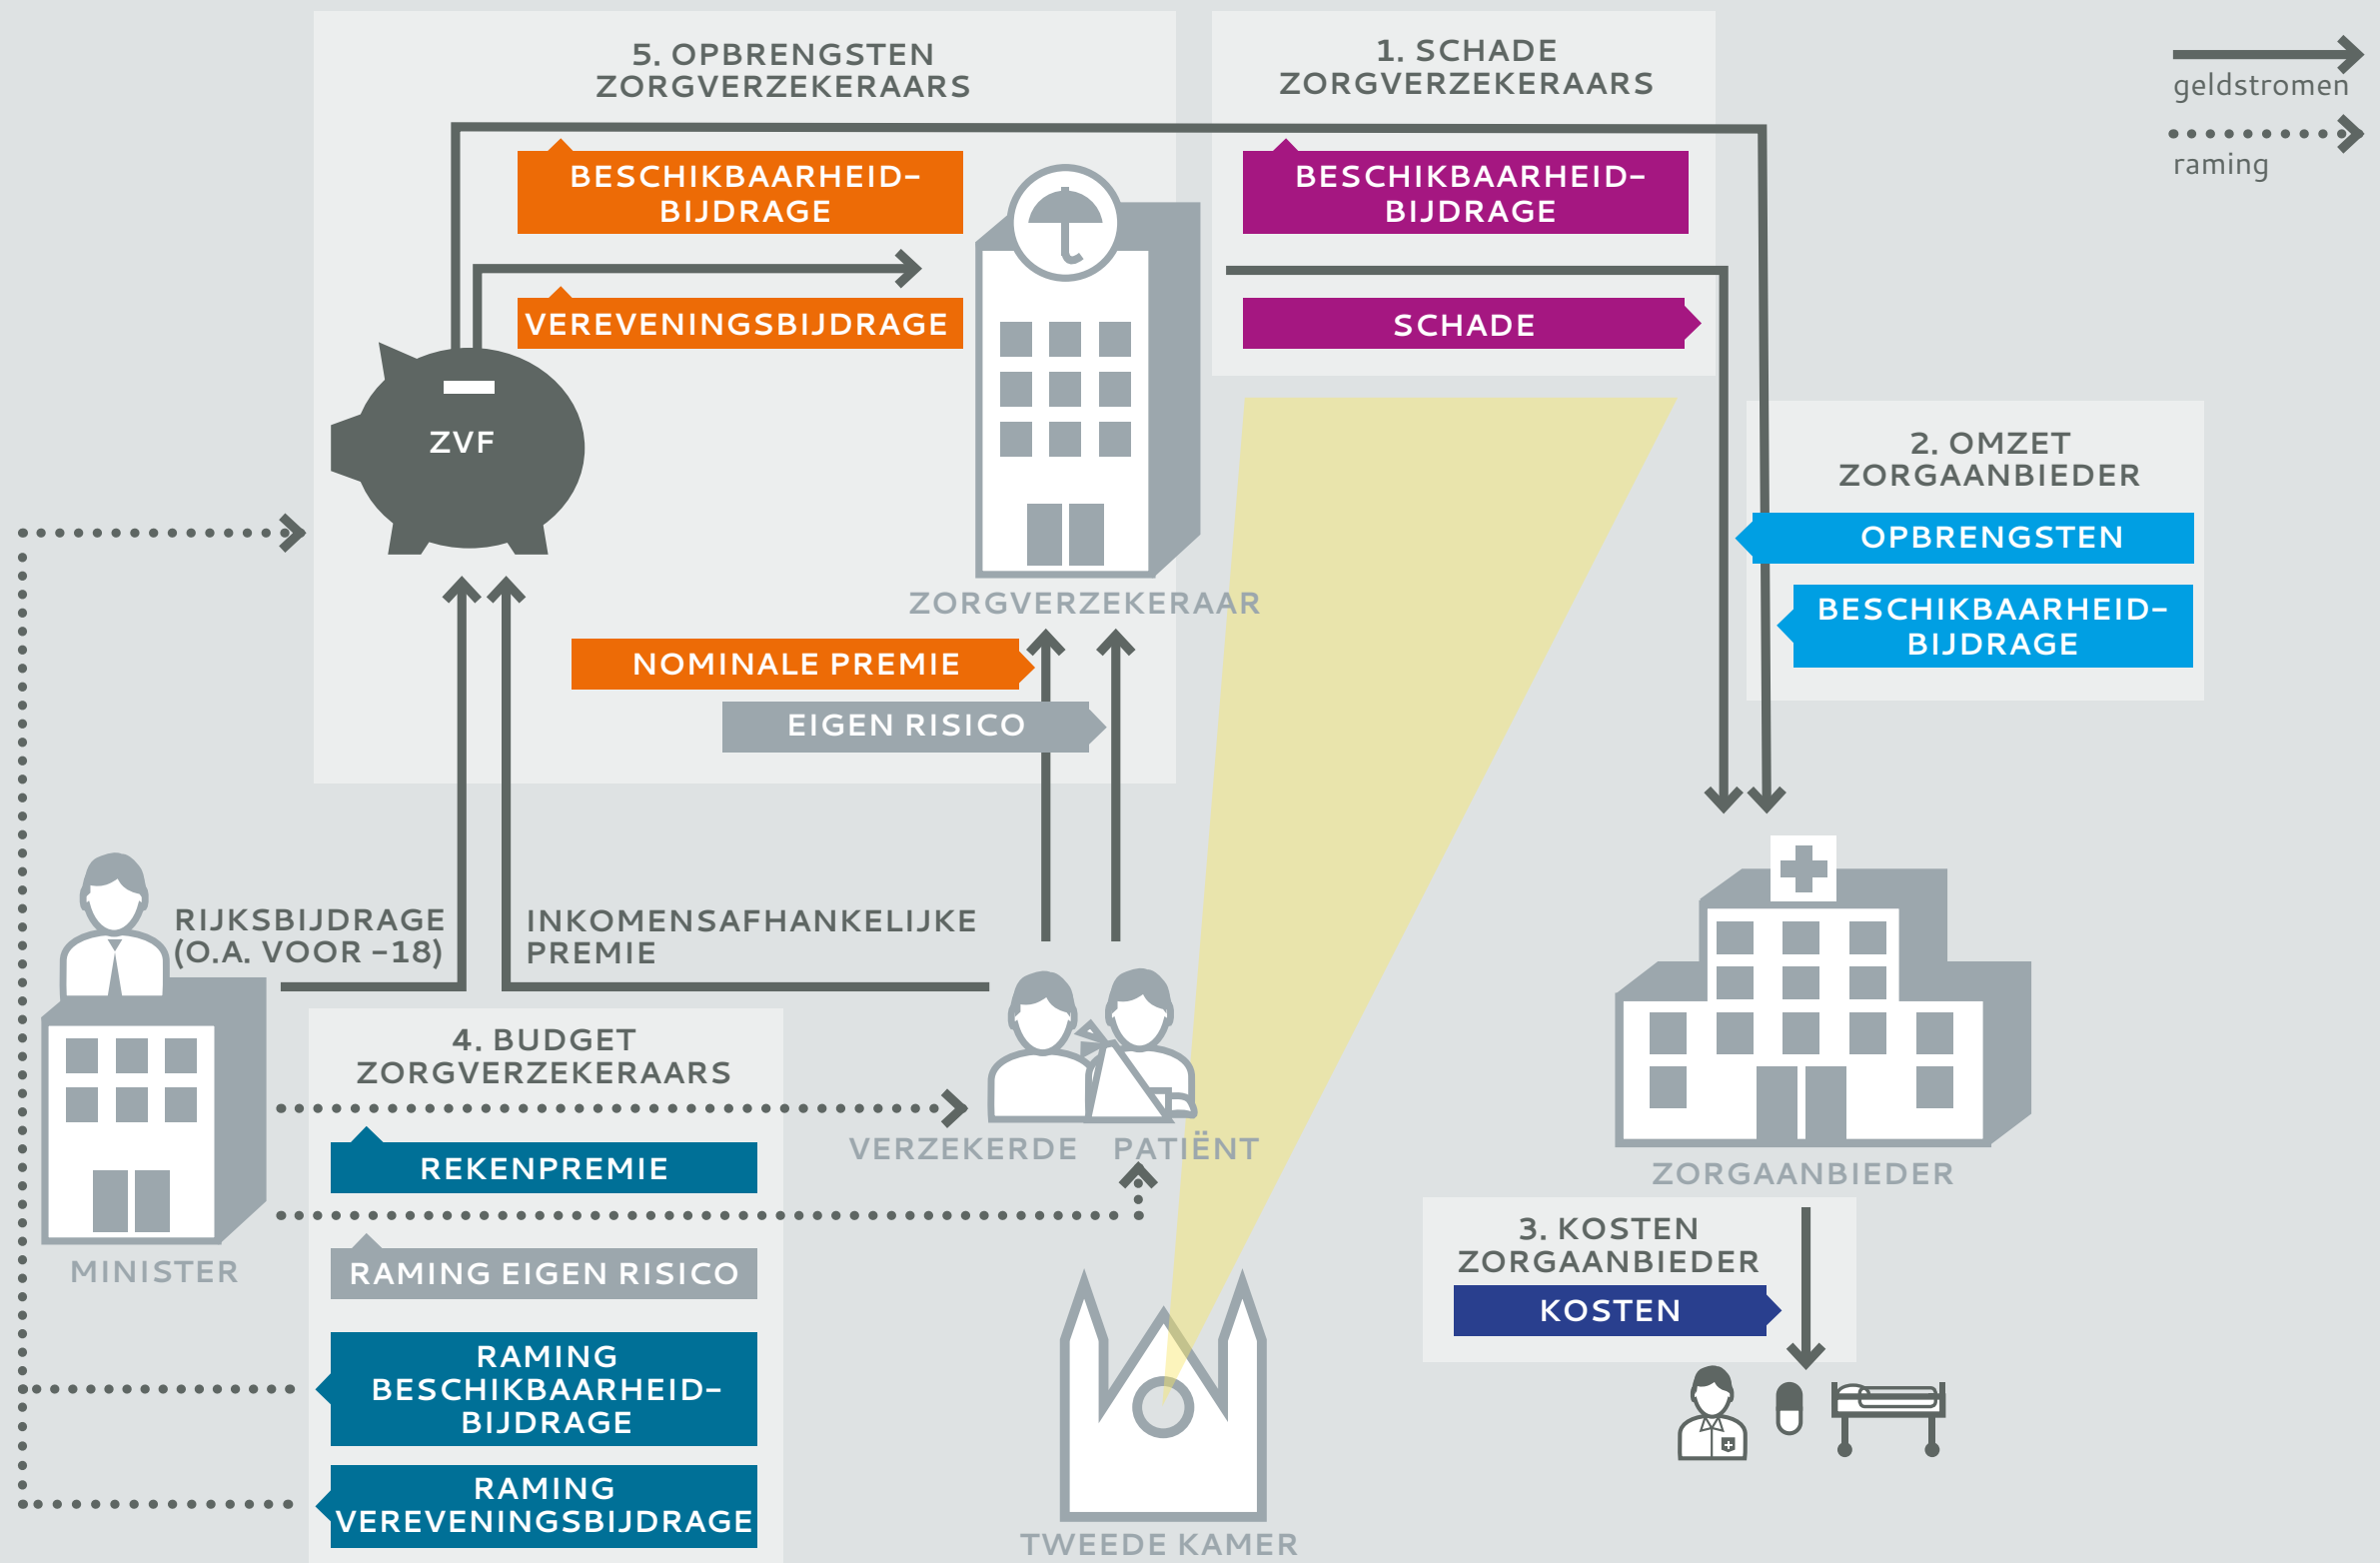 5. OPBRENGSTEN
ZORGVERZEKERAARS
1. SCHADE
ZORGVERZEKERAARS
geldstromen
raming
BESCHIKBAARHEID-
BIJDRAGE
BESCHIKBAARHEID-
BIJDRAGE
VEREVENINGSBIJDRAGE
SCHADE
ZVF
2. OMZET
ZORGAANBIEDER
OPBRENGSTEN
BESCHIKBAARHEID-
BIJDRAGE
ZORGVERZEKERAAR
NOMINALE PREMIE
EIGEN RISICO
RIJKSBIJDRAGE
(O.A. VOOR -18)
INKOMENSAFHANKELIJKE
PREMIE
4. BUDGET
ZORGVERZEKERAARS
VERZEKERDE
PATIËNT
REKENPREMIE
ZORGAANBIEDER
MINISTER
RAMING EIGEN RISICO
3. KOSTEN
ZORGAANBIEDER
KOSTEN
RAMING
BESCHIKBAARHEID-
BIJDRAGE
RAMING
VEREVENINGSBIJDRAGE
TWEEDE KAMER